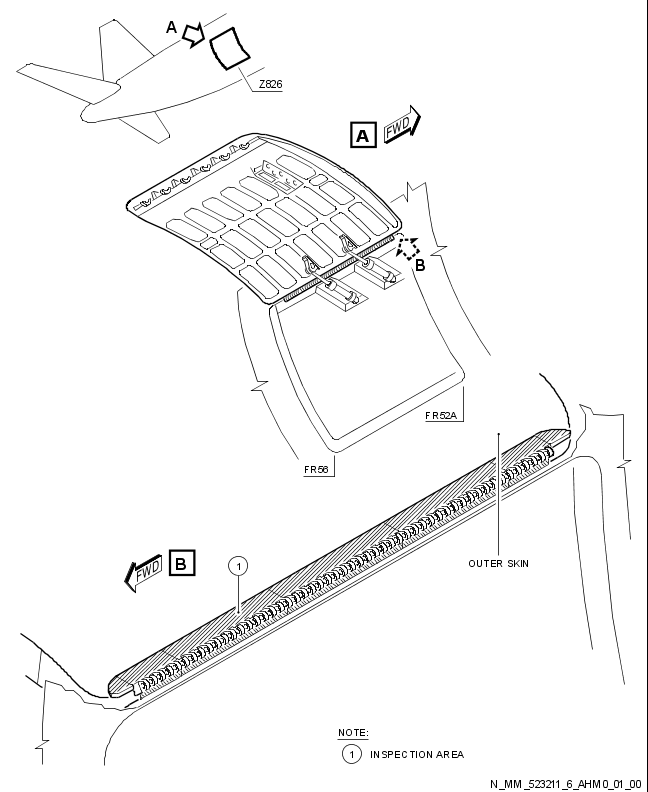 A
Z826
A
FWD
B
FR52A
FR56
OUTER SKIN
FWD
B
1
NOTE:
1 INSPECTION AREA
N_MM_523211_6_AHM0_01_00